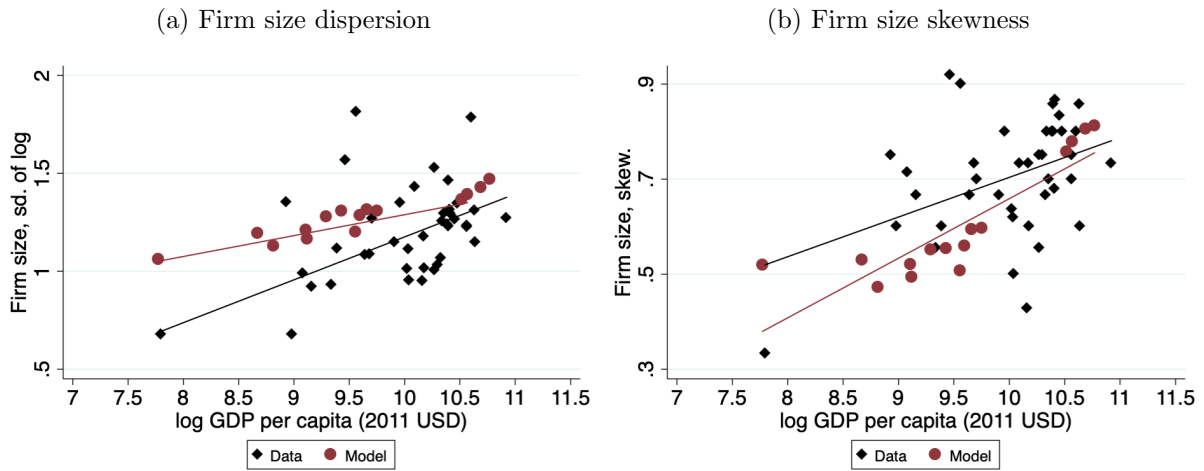 (a) Firm size dispersion
Firm size, sd. of log
2
1.5
1
.5
7 7.5 8 8.5 9 9.5 10 10.5 11 11.5
log GDP per capita (2011 USD)
Data Model
(b) Firm size skewness
Firm size, skew.
.9
.7
.5
.3
7 7.5 8 8.5 9 9.5 10 10.5 11 11.5
log GDP per capita (2011 USD)
Data Model